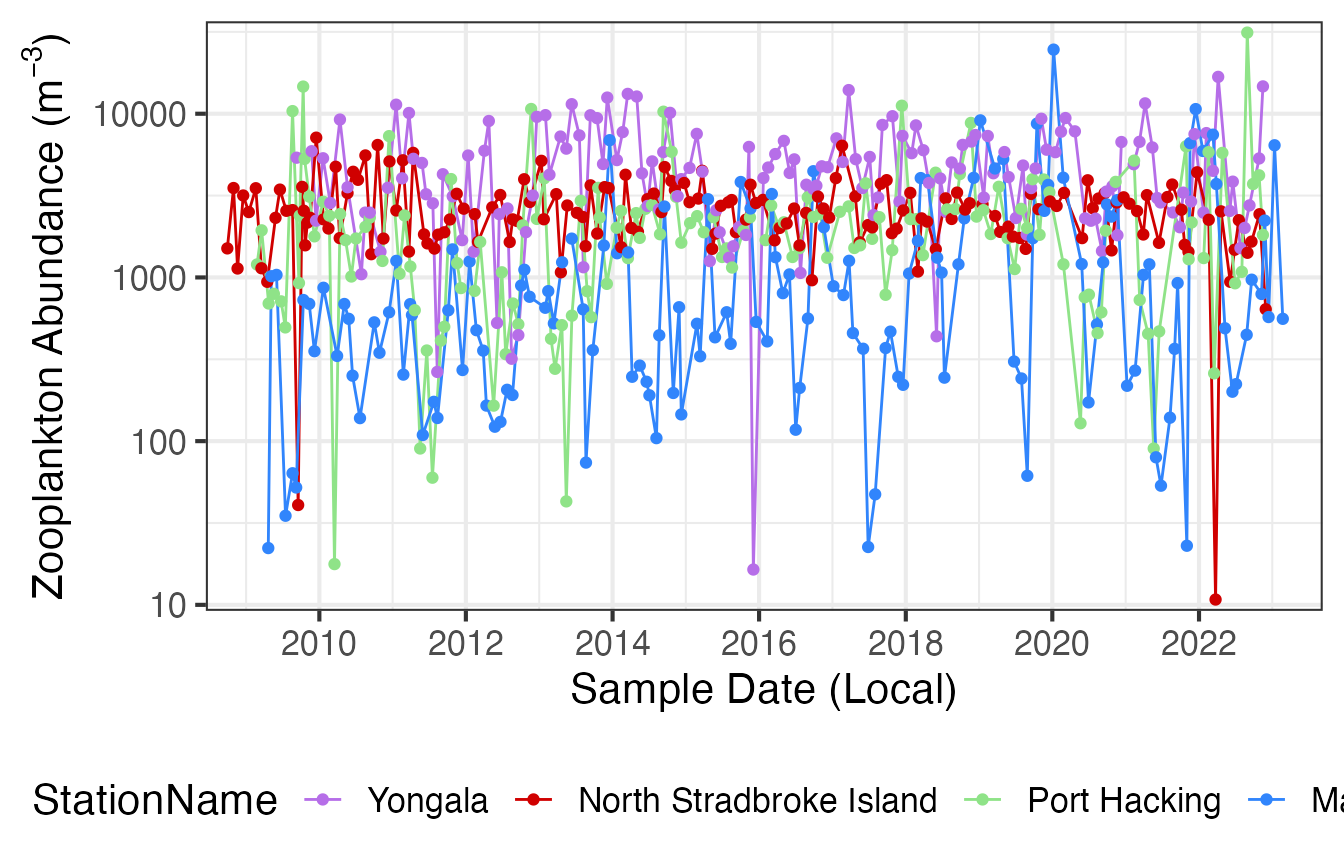 Zooplankton Abundance (m⁻³)
10000
1000
100
10
2010 2012 2014 2016 2018 2020 2022
Sample Date (Local)
StationName Yongala North Stradbroke Island Port Hacking